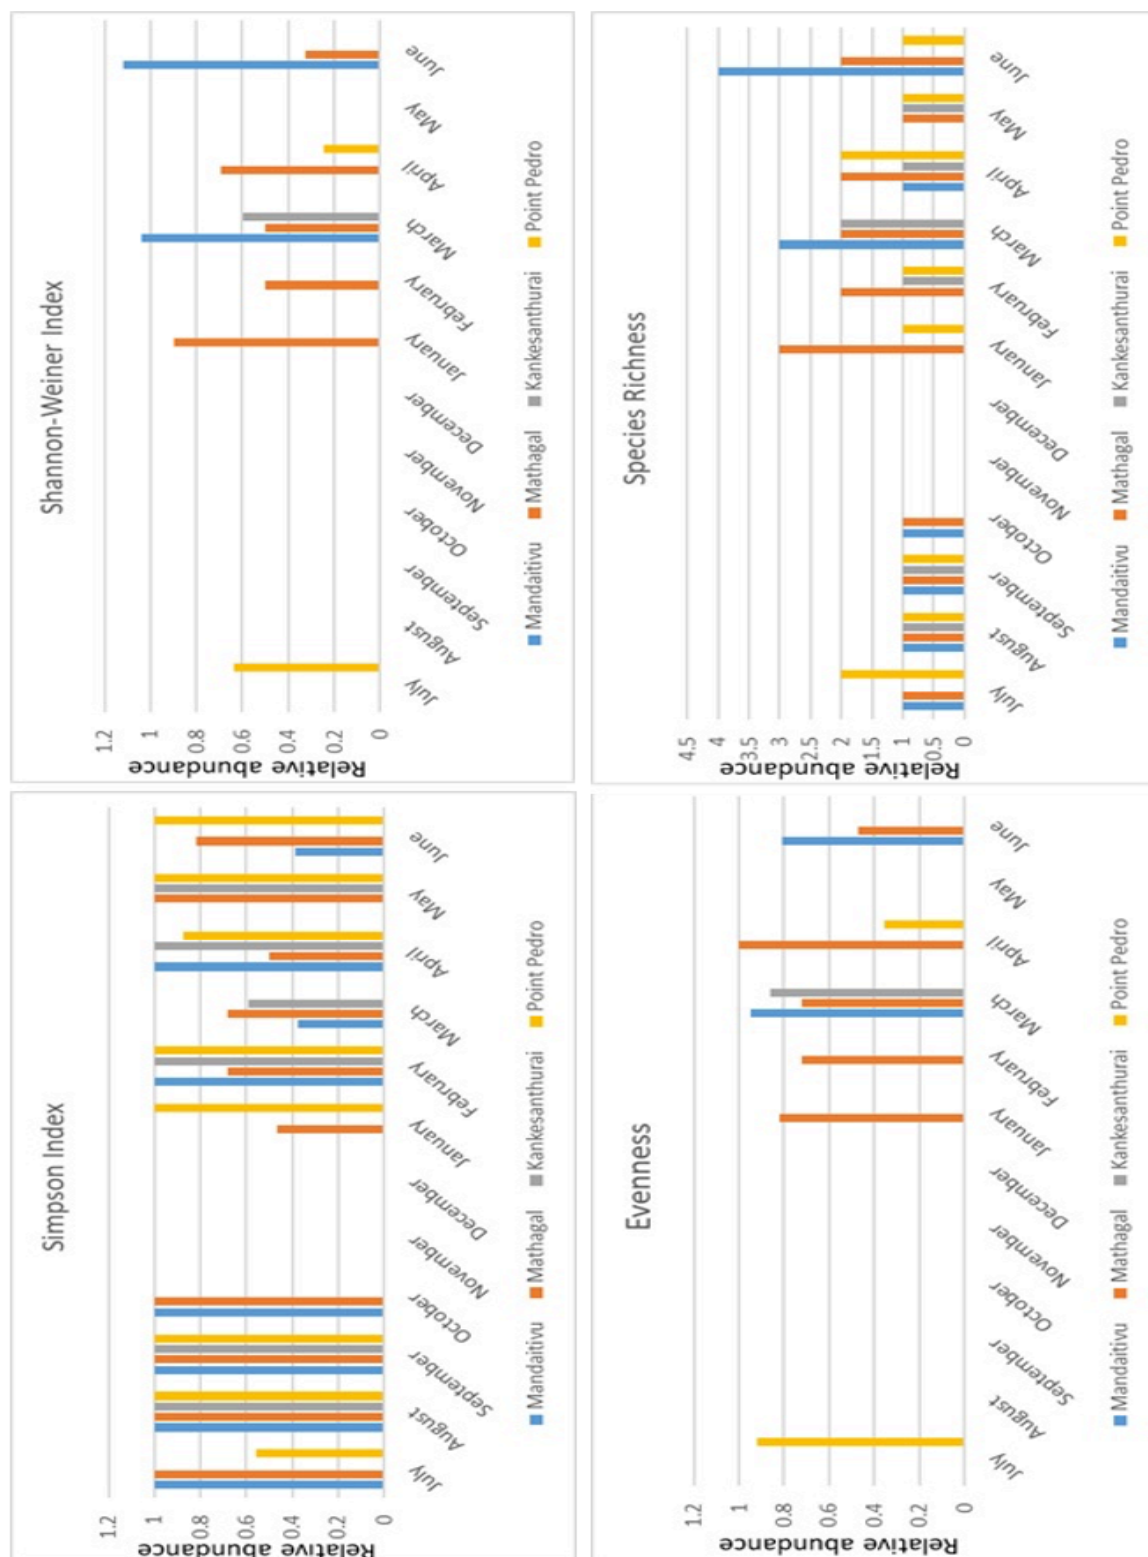 Simpson Index
Relative abundance
1.2
1
0.8
0.6
0.4
0.2
0
July
August
September
October
November
December
January
February
March
April
May
June
Mandaitivu
Mathagal
Kankesanthurai
Point Pedro
Shannon-Weiner Index
Relative abundance
1.2
1
0.8
0.6
0.4
0.2
0
July
August
September
October
November
December
January
February
March
April
May
June
Mandaitivu
Mathagal
Kankesanthurai
Point Pedro
Evenness
Relative abundance
1.2
1
0.8
0.6
0.4
0.2
0
July
August
September
October
November
December
January
February
March
April
May
June
Mandaitivu
Mathagal
Kankesanthurai
Point Pedro
Species Richness
Relative abundance
4.5
4
3.5
3
2.5
2
1.5
1
0.5
0
July
August
September
October
November
December
January
February
March
April
May
June
Mandaitivu
Mathagal
Kankesanthurai
Point Pedro